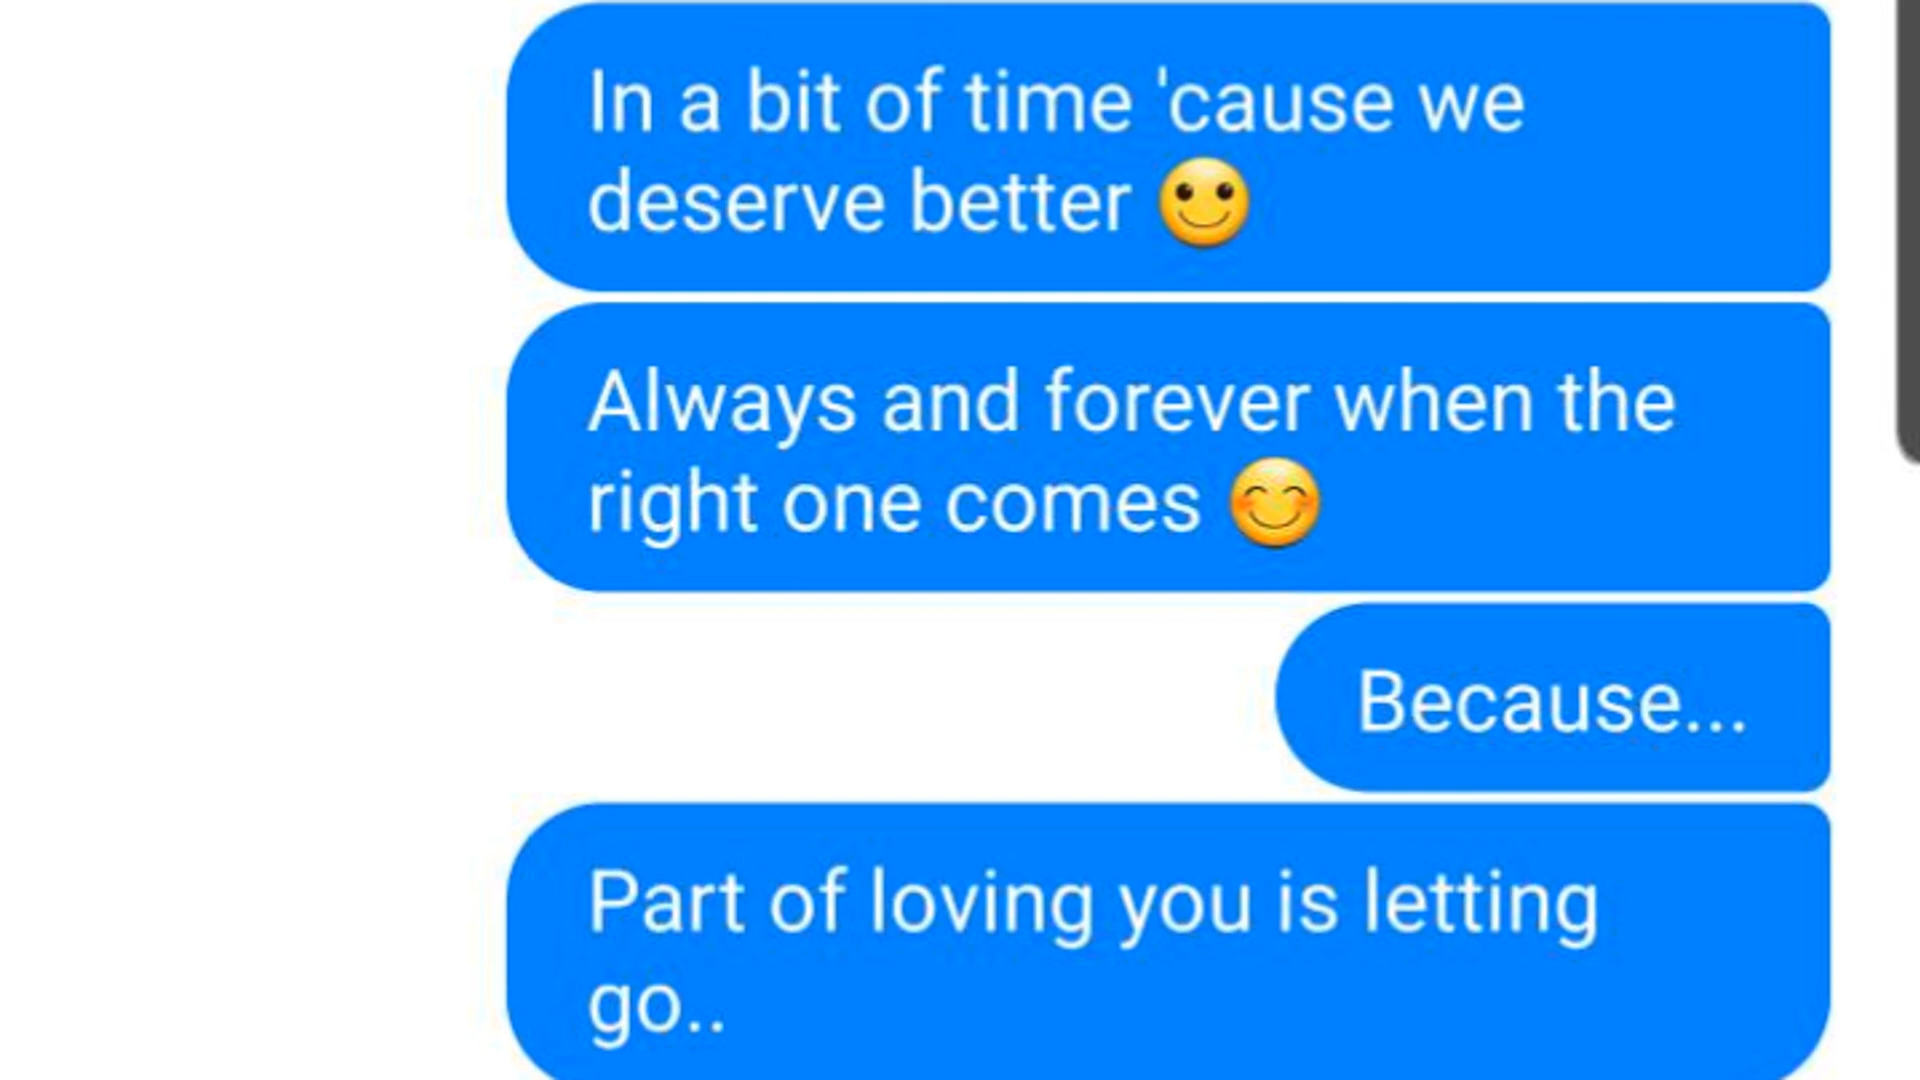 In a bit of time 'cause we
deserve better 🙂
Always and forever when the
right one comes 😊
Because...
Part of loving you is letting
go..